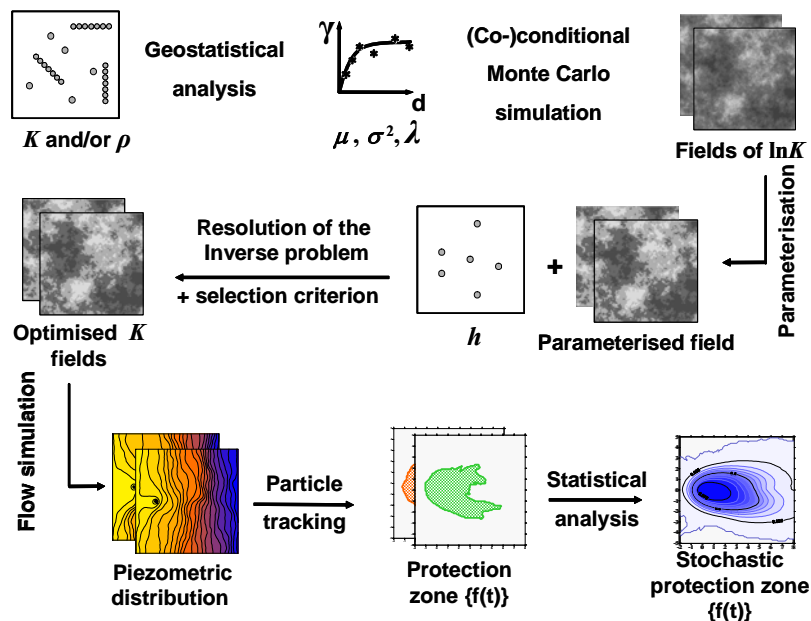 K and/or ρ
Geostatistical
analysis
γ
d
μ, σ², λ
(Co-)conditional
Monte Carlo
simulation
Fields of lnK
Parameterisation
Parameterised field
+
h
Resolution of the
Inverse problem
+ selection criterion
Optimised K
fields
Flow simulation
Piezometric
distribution
Particle
tracking
Protection
zone {f(t)}
Statistical
analysis
Stochastic
protection zone
{f(t)}